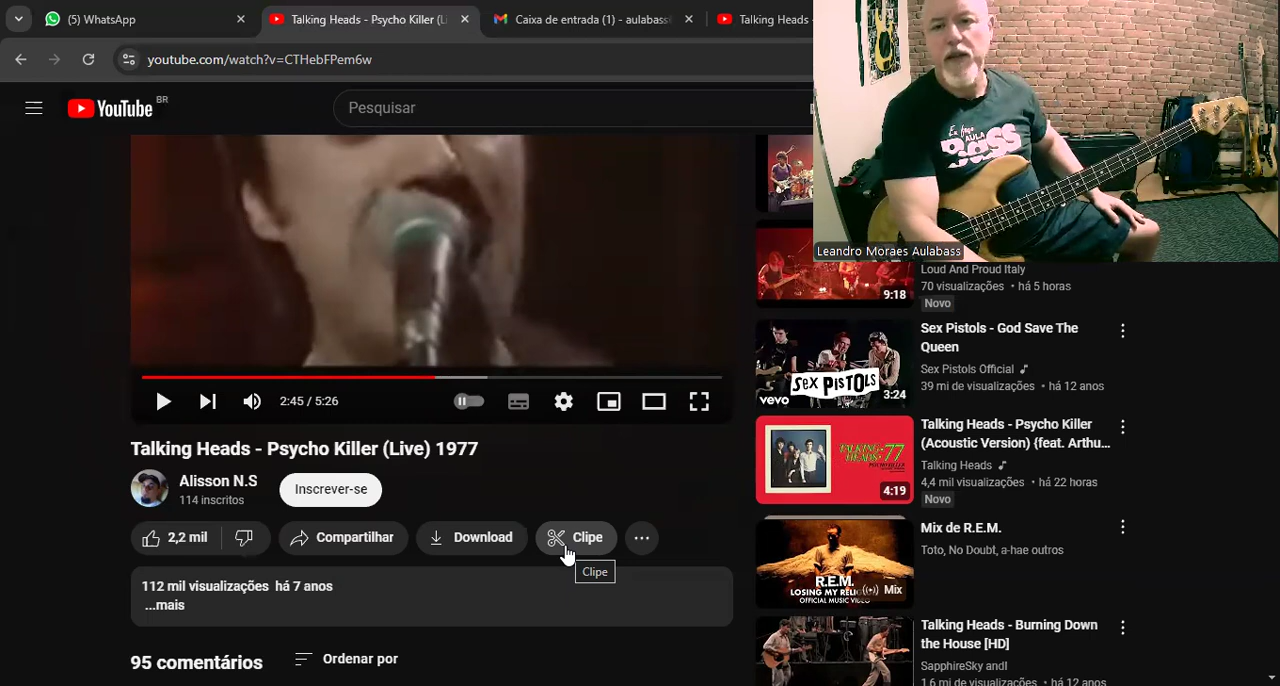 (5) WhatsApp
Talking Heads - Psycho Killer (Li
Caixa de entrada (1) - aulabass
Talking Heads -
youtube.com/watch?v=CTHebFPem6w
YouTube BR
Pesquisar
Eu faço
AULA
BASS
Leandro Moraes Aulabass
Loud And Proud Italy
70 visualizações • há 5 horas
Novo
9:18
Sex Pistols - God Save The
Queen
Sex Pistols Official
39 mi de visualizações • há 12 anos
SEX PISTOLS
vevo
3:24
2:45 / 5:26
Talking Heads - Psycho Killer (Live) 1977
Alisson N.S
114 inscritos
Inscrever-se
Talking Heads - Psycho Killer
(Acoustic Version) {feat. Arthu...
Talking Heads
4,4 mi visualizações • há 22 horas
Novo
TALKING HEADS
4:19
2,2 mil
Compartilhar
Download
Clipe
...
Clipe
Mix de R.E.M.
Toto, No Doubt, a-hae outros
R.E.M.
LOSING MY RELIGION
OFFICIAL MUSIC VIDEO
Mix
112 mil visualizações há 7 anos
...mais
Talking Heads - Burning Down
the House [HD]
SapphireSky andI
1,6 mi de visualizações • há 12 anos
95 comentários
Ordenar por